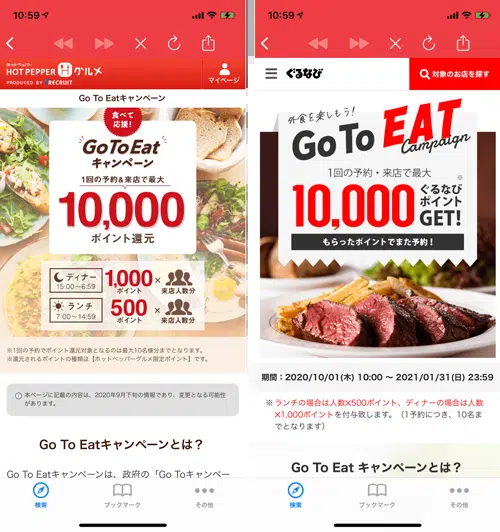 10:59
ホットペッパー
HOT PEPPER グルメ
PRODUCED BY RECRUIT
マイページ
Go To Eatキャンペーン
食べて
応援!
Go To Eat
キャンペーン
1回の予約&来店で最大
10,000
ポイント還元
ディナー
15:00〜6:59
1,000×
ポイント
来店人数分
ランチ
7:00〜14:59
500×
ポイント
来店人数分
※1回の予約でポイント還元対象となるのは最大10名様分までとなります。
※還元されるポイントの種類は【ホットペッパーグルメ限定ポイント】です。
本ページに記載の内容は、2020年9月下旬の情報であり、変更となる可能性
があります。
Go To Eatキャンペーンとは?
Go To Eatキャンペーンは、政府の「Go Toキャンペー
検索
ブックマーク
その他
10:59
ぐるなび
対象のお店を探す
外食を楽しもう!
Go To EAT
Campaign
1回の予約・来店で最大
※
10,000
ぐるなび
ポイント
GET!
もらったポイントでまた予約!
期間:2020/10/01(木) 10:00 〜 2021/01/31(日) 23:59
※ ランチの場合は人数×500ポイント、ディナーの場合は人数
×1,000ポイントを付与致します。(1予約につき、10名ま
でとなります)
Go To Eat キャンペーンとは?
検索
ブックマーク
その他